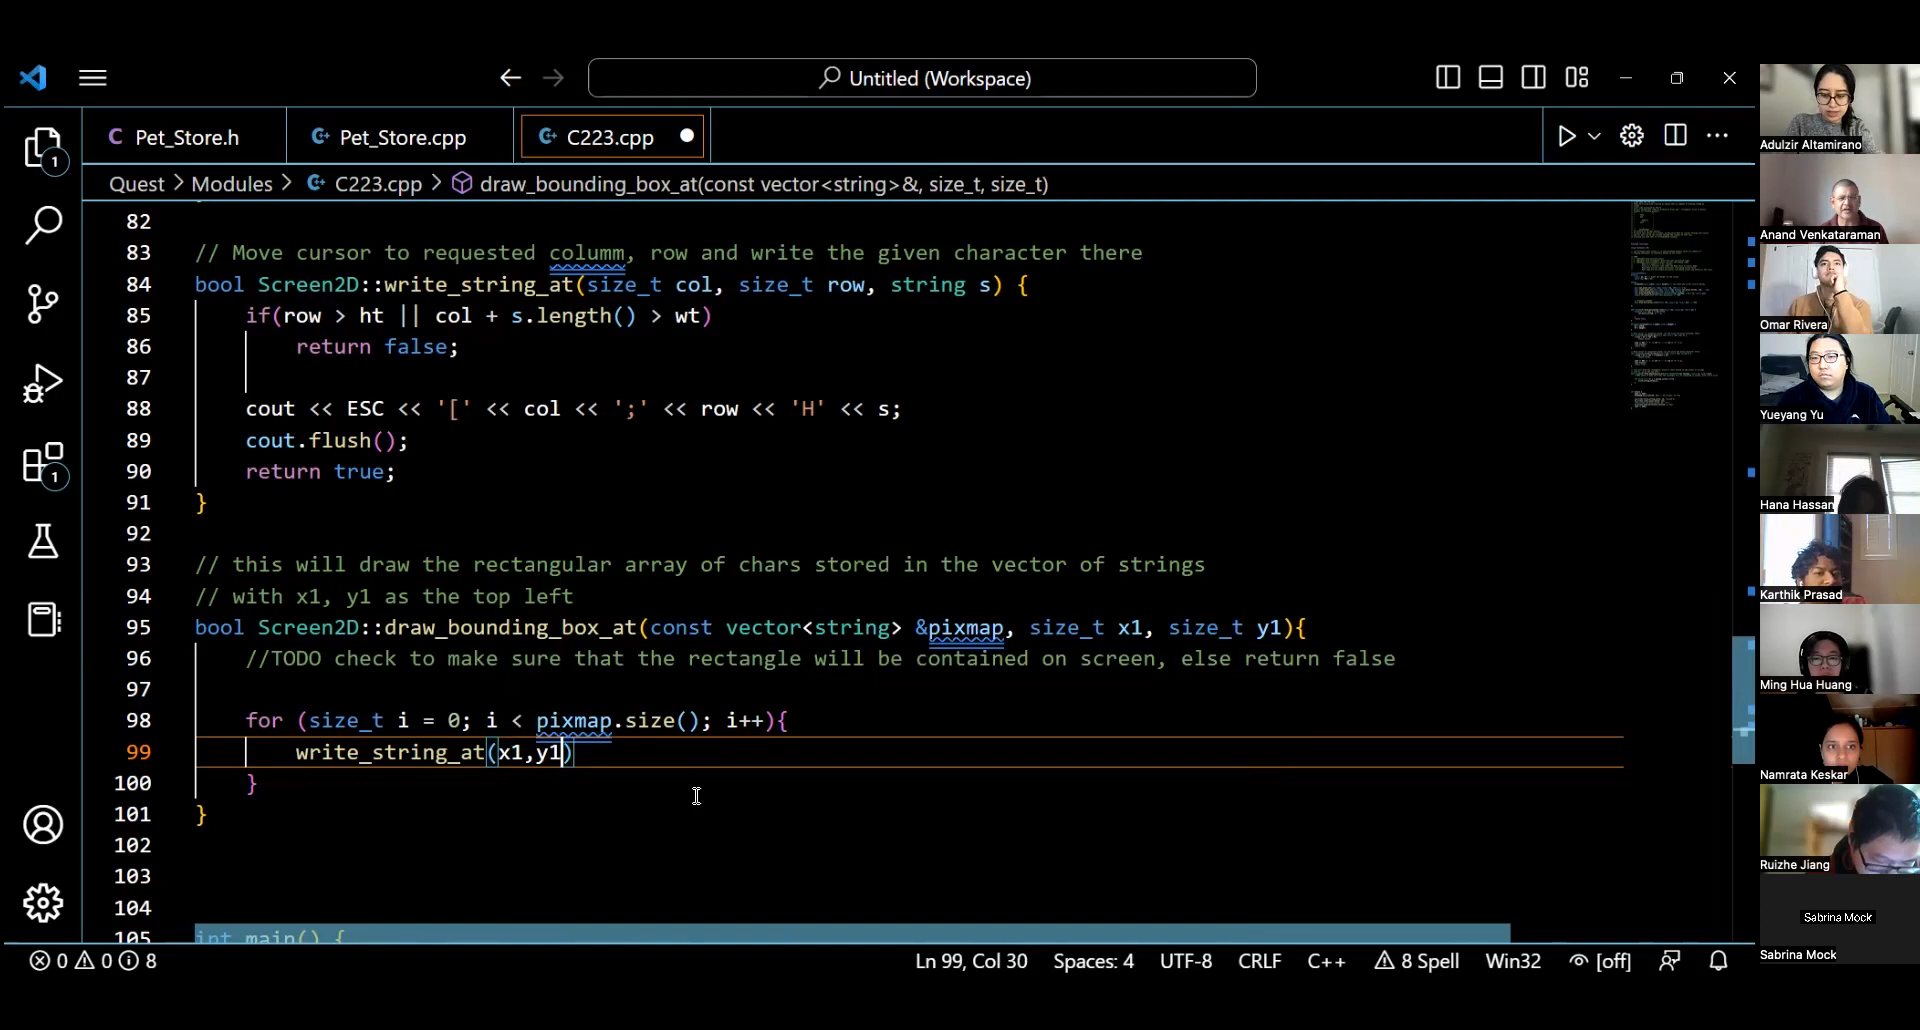 Untitled (Workspace)
Pet_Store.h
Pet_Store.cpp
C223.cpp
Quest > Modules > C223.cpp > draw_bounding_box_at(const vector<string>&, size_t, size_t)
82
83 // Move cursor to requested columm, row and write the given character there
84 bool Screen2D::write_string_at(size_t col, size_t row, string s) {
85 if(row > ht || col + s.length() > wt)
86 return false;
87
88 cout << ESC << '[' << col << ';' << row << 'H' << s;
89 cout.flush();
90 return true;
91 }
92
93 // this will draw the rectangular array of chars stored in the vector of strings
94 // with x1, y1 as the top left
95 bool Screen2D::draw_bounding_box_at(const vector<string> &pixmap, size_t x1, size_t y1){
96 //TODO check to make sure that the rectangle will be contained on screen, else return false
97
98 for (size_t i = 0; i < pixmap.size(); i++){
99 write_string_at(x1,y1)
100 }
101 }
102
103
104
105 int main() {
1
1
0 0 8
Ln 99, Col 30
Spaces: 4
UTF-8
CRLF
C++
8 Spell
Win32
[off]
Adulzir Altamirano
Anand Venkataraman
Omar Rivera
Yueyang Yu
Hana Hassan
Karthik Prasad
Ming Hua Huang
Namrata Keskar
Ruizhe Jiang
Sabrina Mock
Sabrina Mock